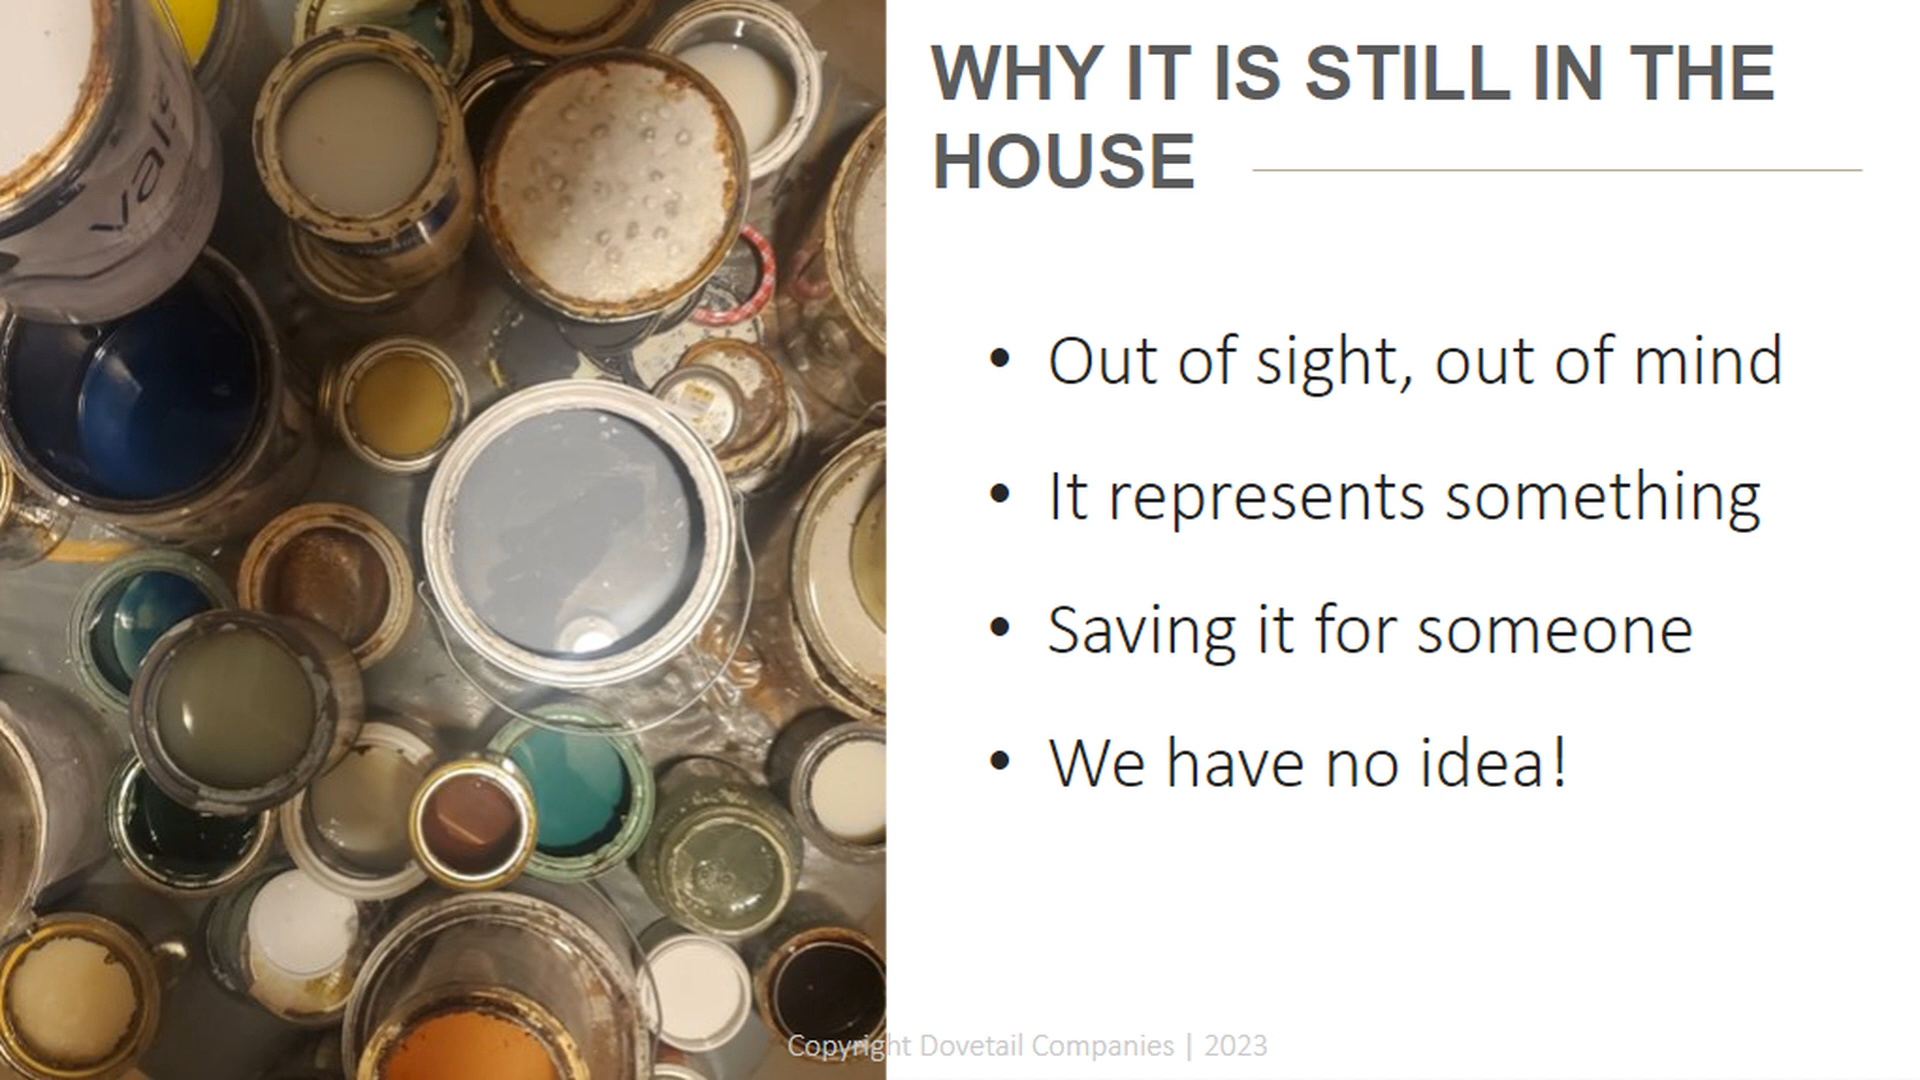 vals
WHY IT IS STILL IN THE
HOUSE
• Out of sight, out of mind
• It represents something
• Saving it for someone
• We have no idea!
Copyright Dovetail Companies | 2023